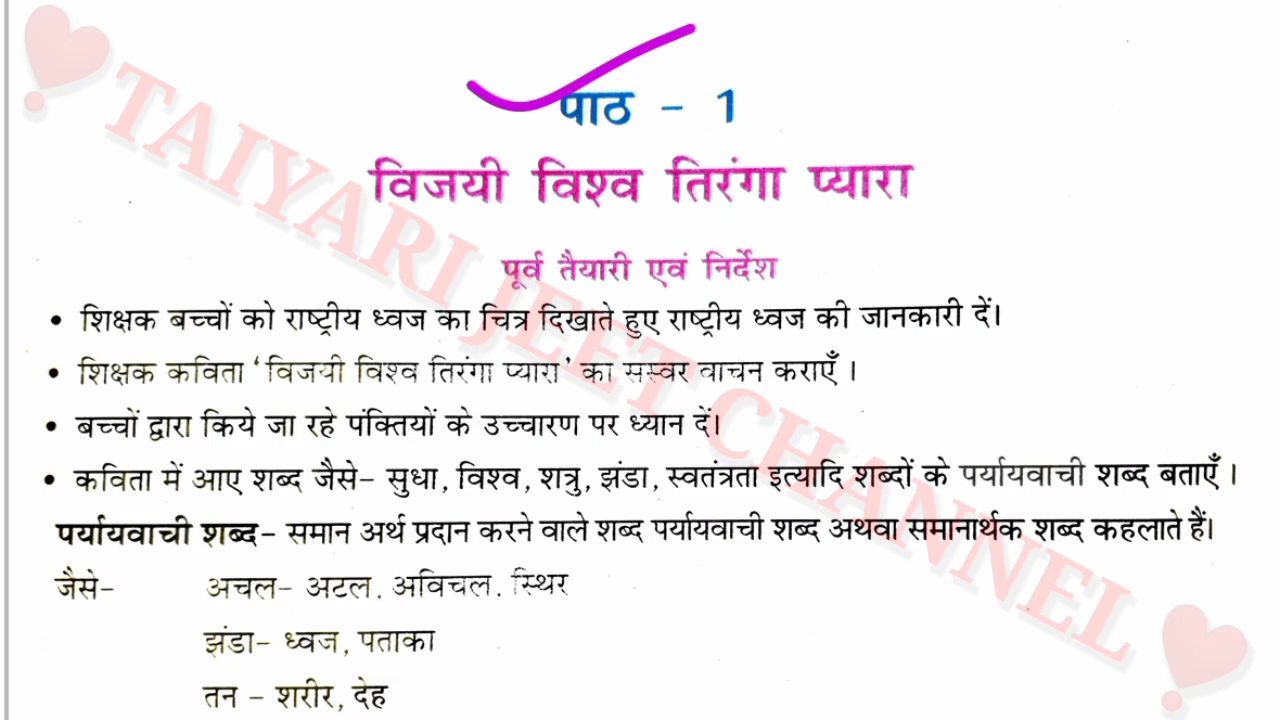 पाठ - 1
विजयी विश्व तिरंगा प्यारा
पूर्व तैयारी एवं निर्देश
• शिक्षक बच्चों को राष्ट्रीय ध्वज का चित्र दिखाते हुए राष्ट्रीय ध्वज की जानकारी दें।
• शिक्षक कविता 'विजयी विश्व तिरंगा प्यारा' का सस्वर वाचन कराएँ ।
• बच्चों द्वारा किये जा रहे पंक्तियों के उच्चारण पर ध्यान दें।
• कविता में आए शब्द जैसे- सुधा, विश्व, शत्रु, झंडा, स्वतंत्रता इत्यादि शब्दों के पर्यायवाची शब्द बताएँ ।
पर्यायवाची शब्द- समान अर्थ प्रदान करने वाले शब्द पर्यायवाची शब्द अथवा समानार्थक शब्द कहलाते हैं।
जैसे- अचल- अटल, अविचल, स्थिर
झंडा- ध्वज, पताका
तन - शरीर, देह
TAIYARI JEET CHANNEL